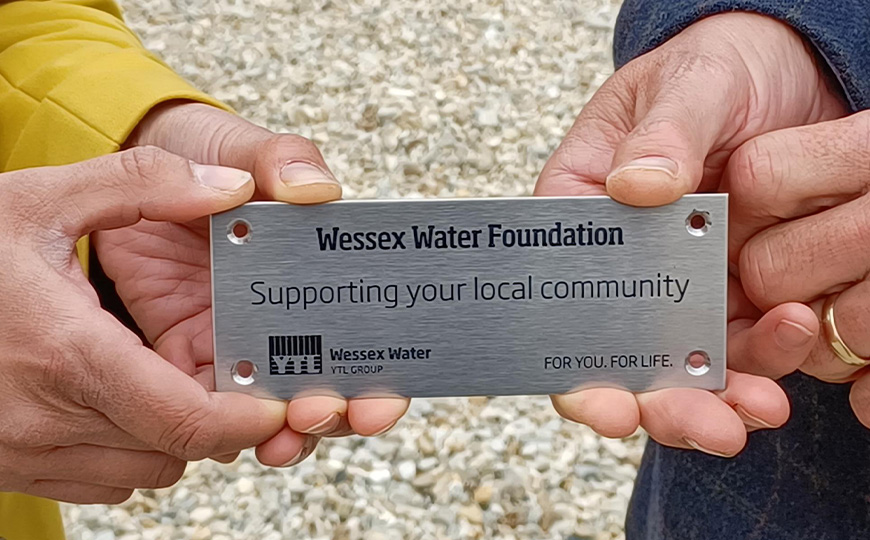 Wessex Water Foundation
Supporting your local community
YTL
Wessex Water
YTL GROUP
FOR YOU. FOR LIFE.